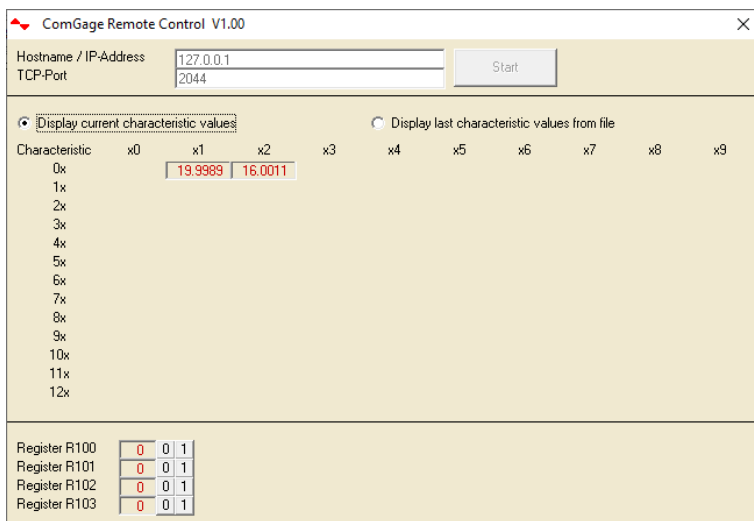 ComGage Remote Control V1.00
Hostname / IP-Address 127.0.0.1
TCP-Port 2044
Start
Display current characteristic values Display last characteristic values from file
Characteristic x0 x1 x2 x3 x4 x5 x6 x7 x8 x9
0x 19.9989 16.0011
1x
2x
3x
4x
5x
6x
7x
8x
9x
10x
11x
12x
Register R100 0 0 1
Register R101 0 0 1
Register R102 0 0 1
Register R103 0 0 1